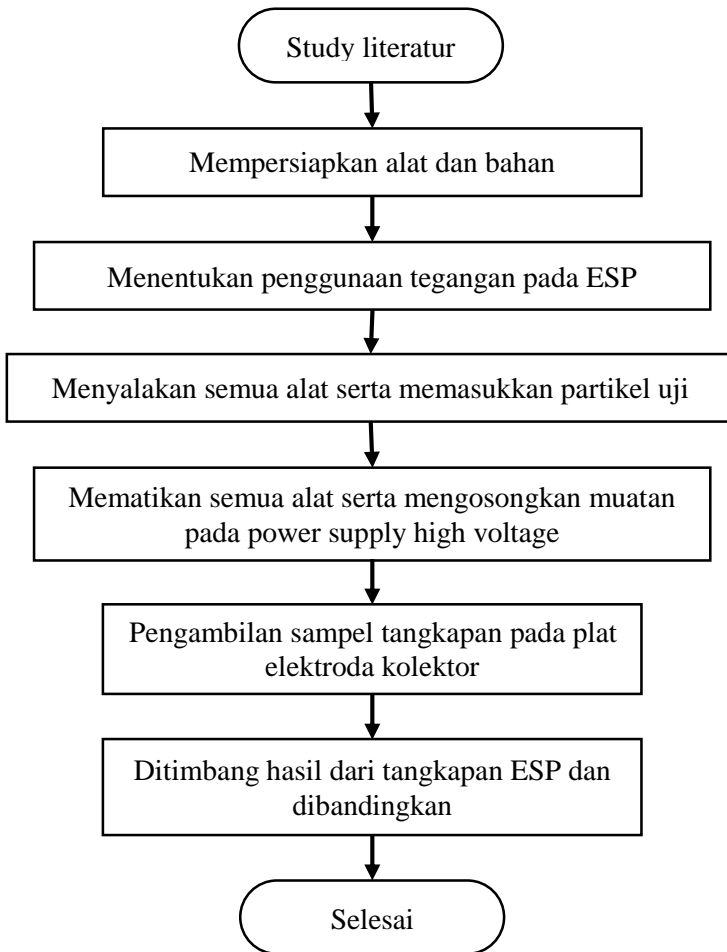 Study literatur
Mempersiapkan alat dan bahan
Menentukan penggunaan tegangan pada ESP
Menyalakan semua alat serta memasukkan partikel uji
Mematikan semua alat serta mengosongkan muatan
pada power supply high voltage
Pengambilan sampel tangkapan pada plat
elektroda kolektor
Ditimbang hasil dari tangkapan ESP dan
dibandingkan
Selesai